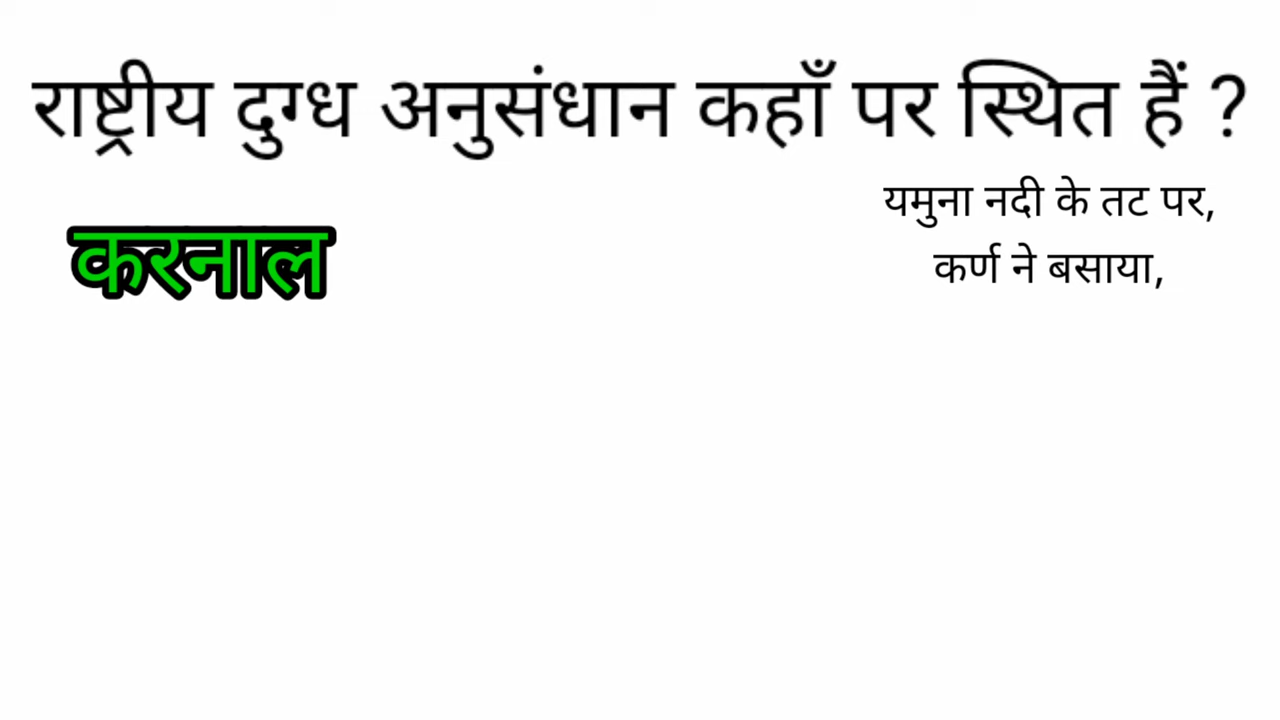 राष्ट्रीय दुग्ध अनुसंधान कहाँ पर स्थित हैं ?
यमुना नदी के तट पर,
करनाल
कर्ण ने बसाया,